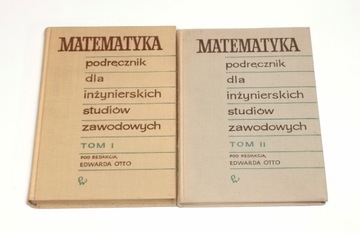 MATEMATYKA
podręcznik
dla
inżynierskich
studiów
zawodowych
TOM I
POD REDAKCJĄ
EDWARDA OTTO
MATEMATYKA
podręcznik
dla
inżynierskich
studiów
zawodowych
TOM II
POD REDAKCJĄ
EDWARDA OTTO